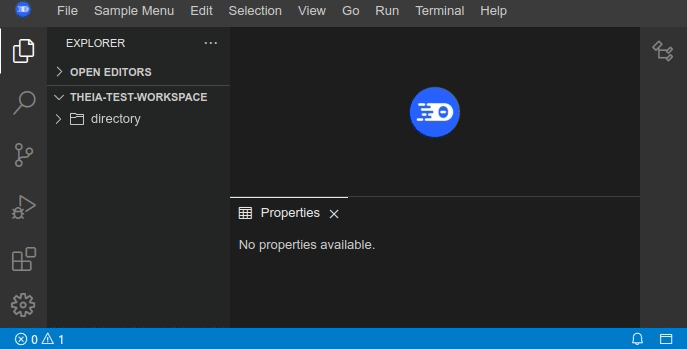 File Sample Menu Edit Selection View Go Run Terminal Help
EXPLORER
OPEN EDITORS
THEIA-TEST-WORKSPACE
directory
Properties
No properties available.
0 1